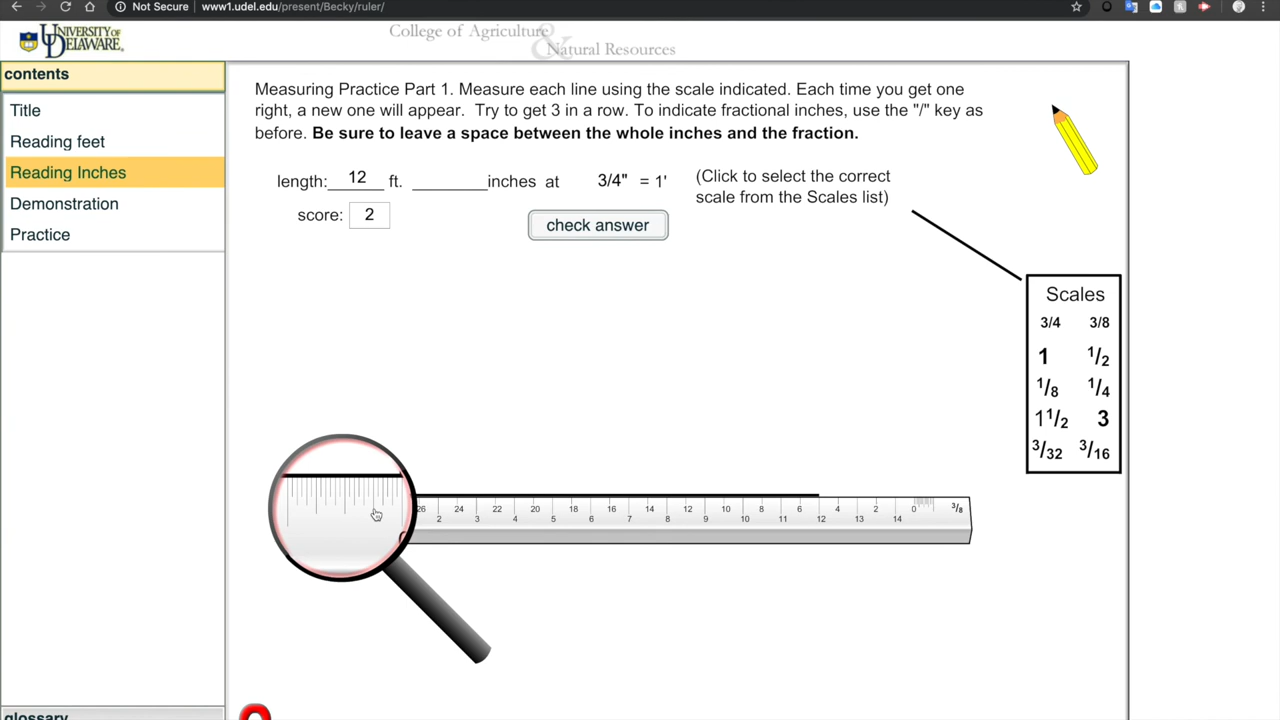 Not Secure | www1.udel.edu/present/Becky/ruler/
UNIVERSITY OF DELAWARE
College of Agriculture
& Natural Resources
contents
Title
Reading feet
Reading Inches
Demonstration
Practice
Measuring Practice Part 1. Measure each line using the scale indicated. Each time you get one
right, a new one will appear. Try to get 3 in a row. To indicate fractional inches, use the "/" key as
before. Be sure to leave a space between the whole inches and the fraction.
length: 12 ft. ________ inches at 3/4" = 1'
(Click to select the correct
scale from the Scales list)
score: 2
check answer
Scales
3/4 3/8
1 1/2
1/8 1/4
1 1/2 3
3/32 3/16
26 24 22 20 18 16 14 12 10 8 6 4 2 0 3/8
2 3 4 5 6 7 8 9 10 11 12 13 14
glossary